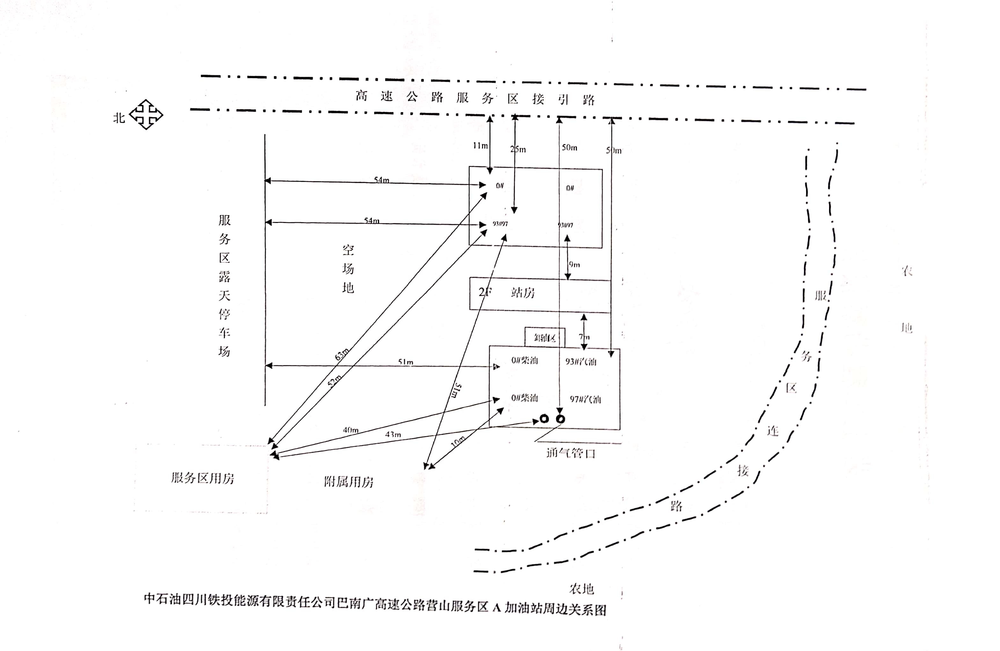 高速公路服务区接引路
北
11m
25m
50m
50m
54m
0#
0#
54m
93#97
93#97
服务区露天停车场
空场地
9m
2F 站房
卸油区
7m
63m
52m
51m
51m
0#柴油
93#汽油
0#柴油
97#汽油
40m
43m
10m
通气管口
服务区用房
附属用房
服务区连接路
农地
农地
中石油四川铁投能源有限责任公司巴南广高速公路营山服务区 A 加油站周边关系图